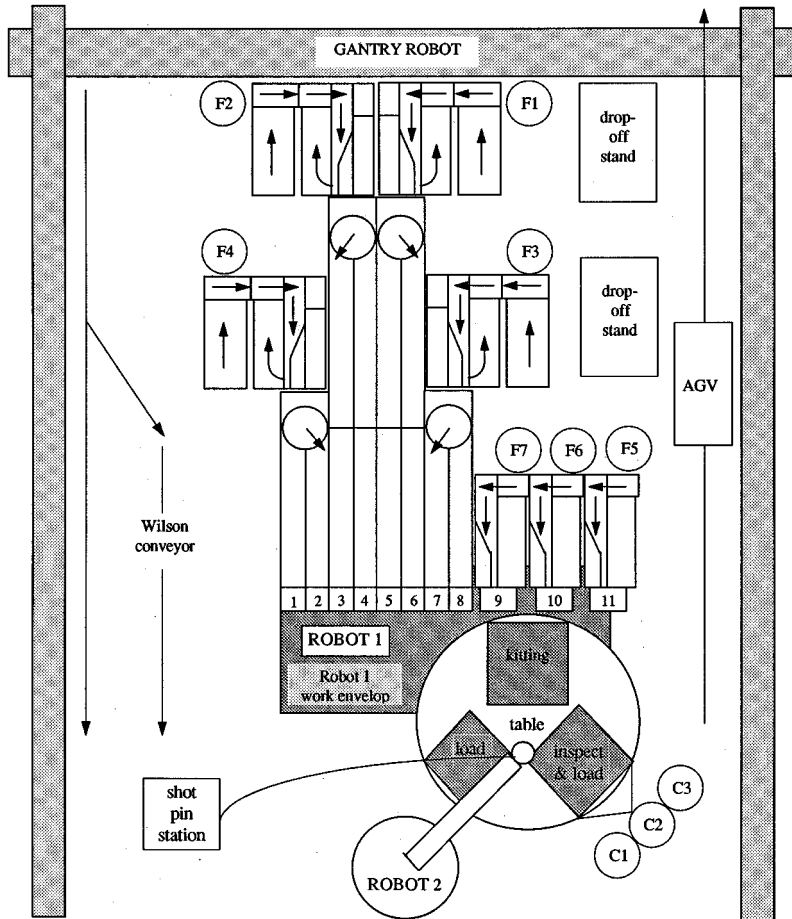 GANTRY ROBOT
F2
F1
drop-
off
stand
F4
F3
drop-
off
stand
AGV
F7
F6
F5
Wilson
conveyor
1
2
3
4
5
6
7
8
9
10
11
ROBOT 1
Robot 1
work envelop
kitting
table
load
inspect
& load
shot
pin
station
C3
C2
C1
ROBOT 2